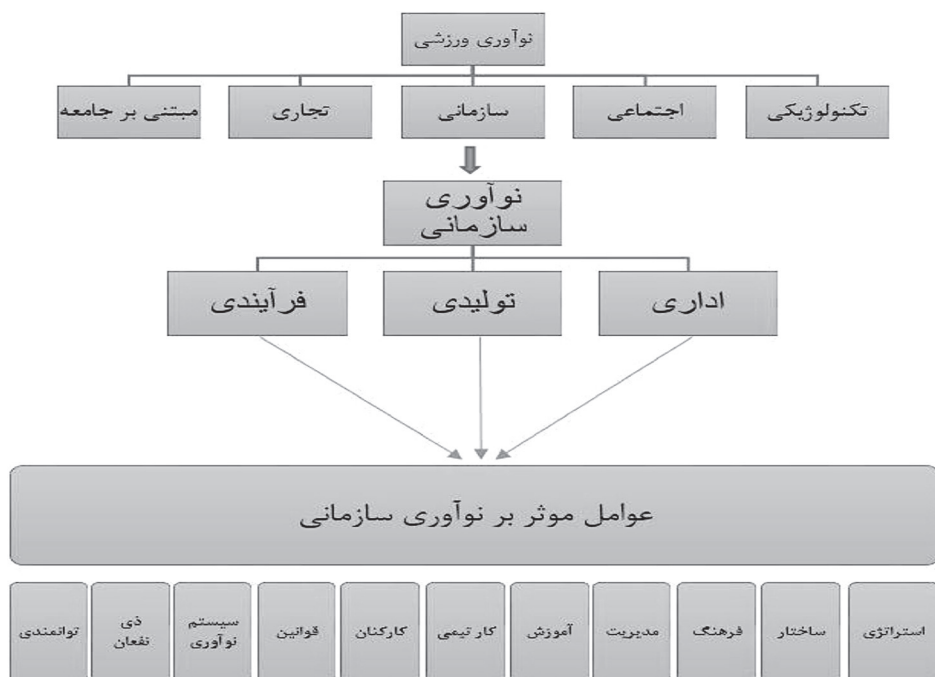 نوآوری ورزشی
تکنولوژیکی
اجتماعی
سازمانی
تجاری
مبتنی بر جامعه
نوآوری
سازمانی
اداری
تولیدی
فرآیندی
عوامل موثر بر نوآوری سازمانی
استراتژی
ساختار
فرهنگ
مدیریت
آموزش
کار تیمی
کارکنان
قوانین
سیستم
نوآوری
ذی
نفعان
توانمندی